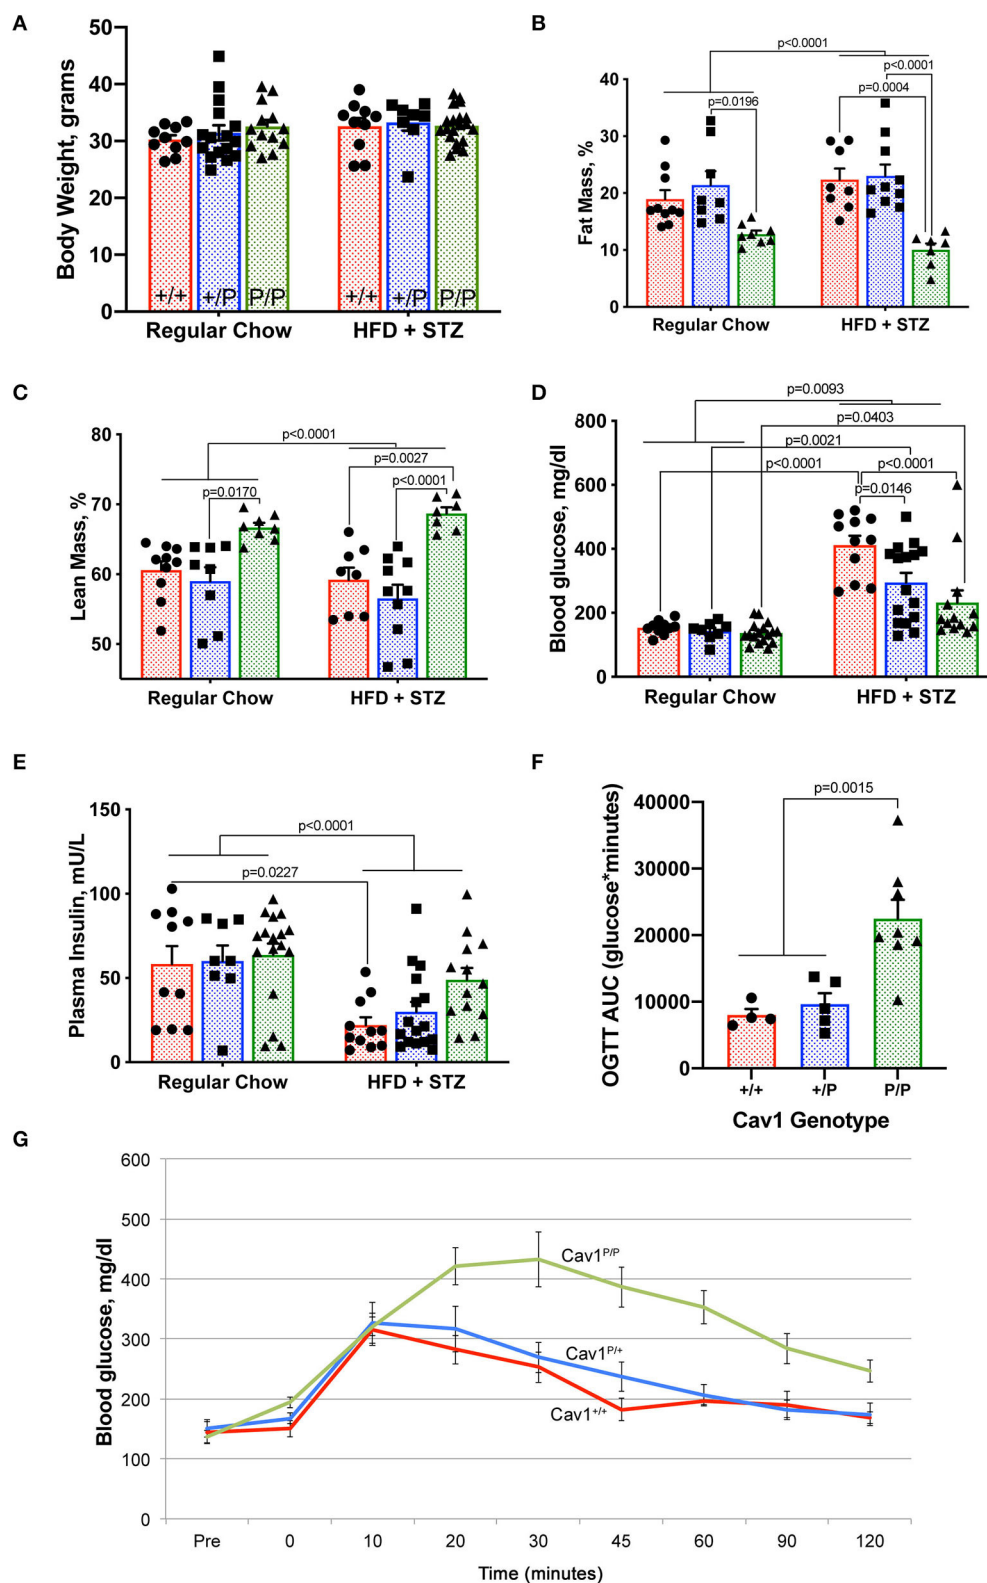 A
50
40
30
20
10
0
Body Weight, grams
+/+ +/P P/P +/+ +/P P/P
Regular Chow HFD + STZ
B
p<0.0001
p<0.0001
p=0.0004
p=0.0196
40
30
20
10
0
Fat Mass, %
Regular Chow HFD + STZ
C
80
70
60
50
Lean Mass, %
p<0.0001
p=0.0027
p=0.0170 p<0.0001
Regular Chow HFD + STZ
D
p=0.0093
p=0.0403
p=0.0021
p<0.0001 p<0.0001
p=0.0146
800
600
400
200
0
Blood glucose, mg/dl
Regular Chow HFD + STZ
E
150
100
50
0
Plasma Insulin, mU/L
p<0.0001
p=0.0227
Regular Chow HFD + STZ
F
p=0.0015
40000
30000
20000
10000
0
OGTT AUC (glucose*minutes)
+/+ +/P P/P
Cav1 Genotype
G
600
500
400
300
200
100
0
Blood glucose, mg/dl
Cav1P/P
Cav1P/+
Cav1+/+
Pre 0 10 20 30 45 60 90 120
Time (minutes)